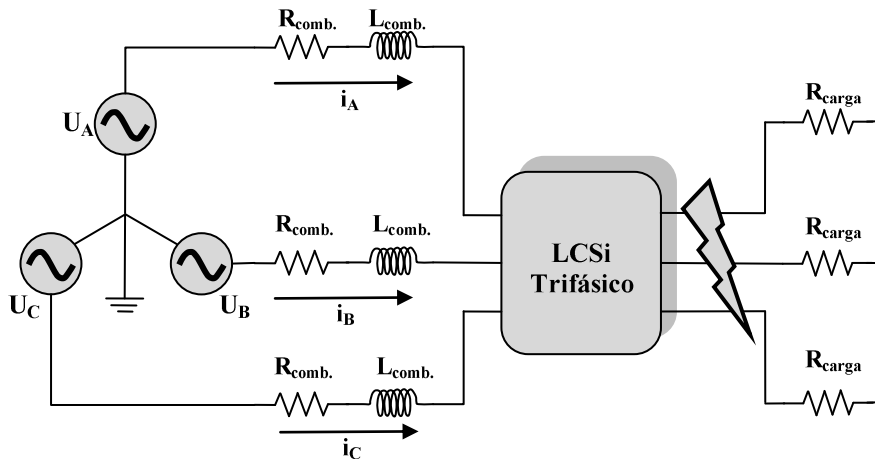 R_comb. L_comb.
i_A
U_A
R_carga
R_comb. L_comb.
LCSi
Trifásico
R_carga
U_C U_B
i_B
R_comb. L_comb.
R_carga
i_C